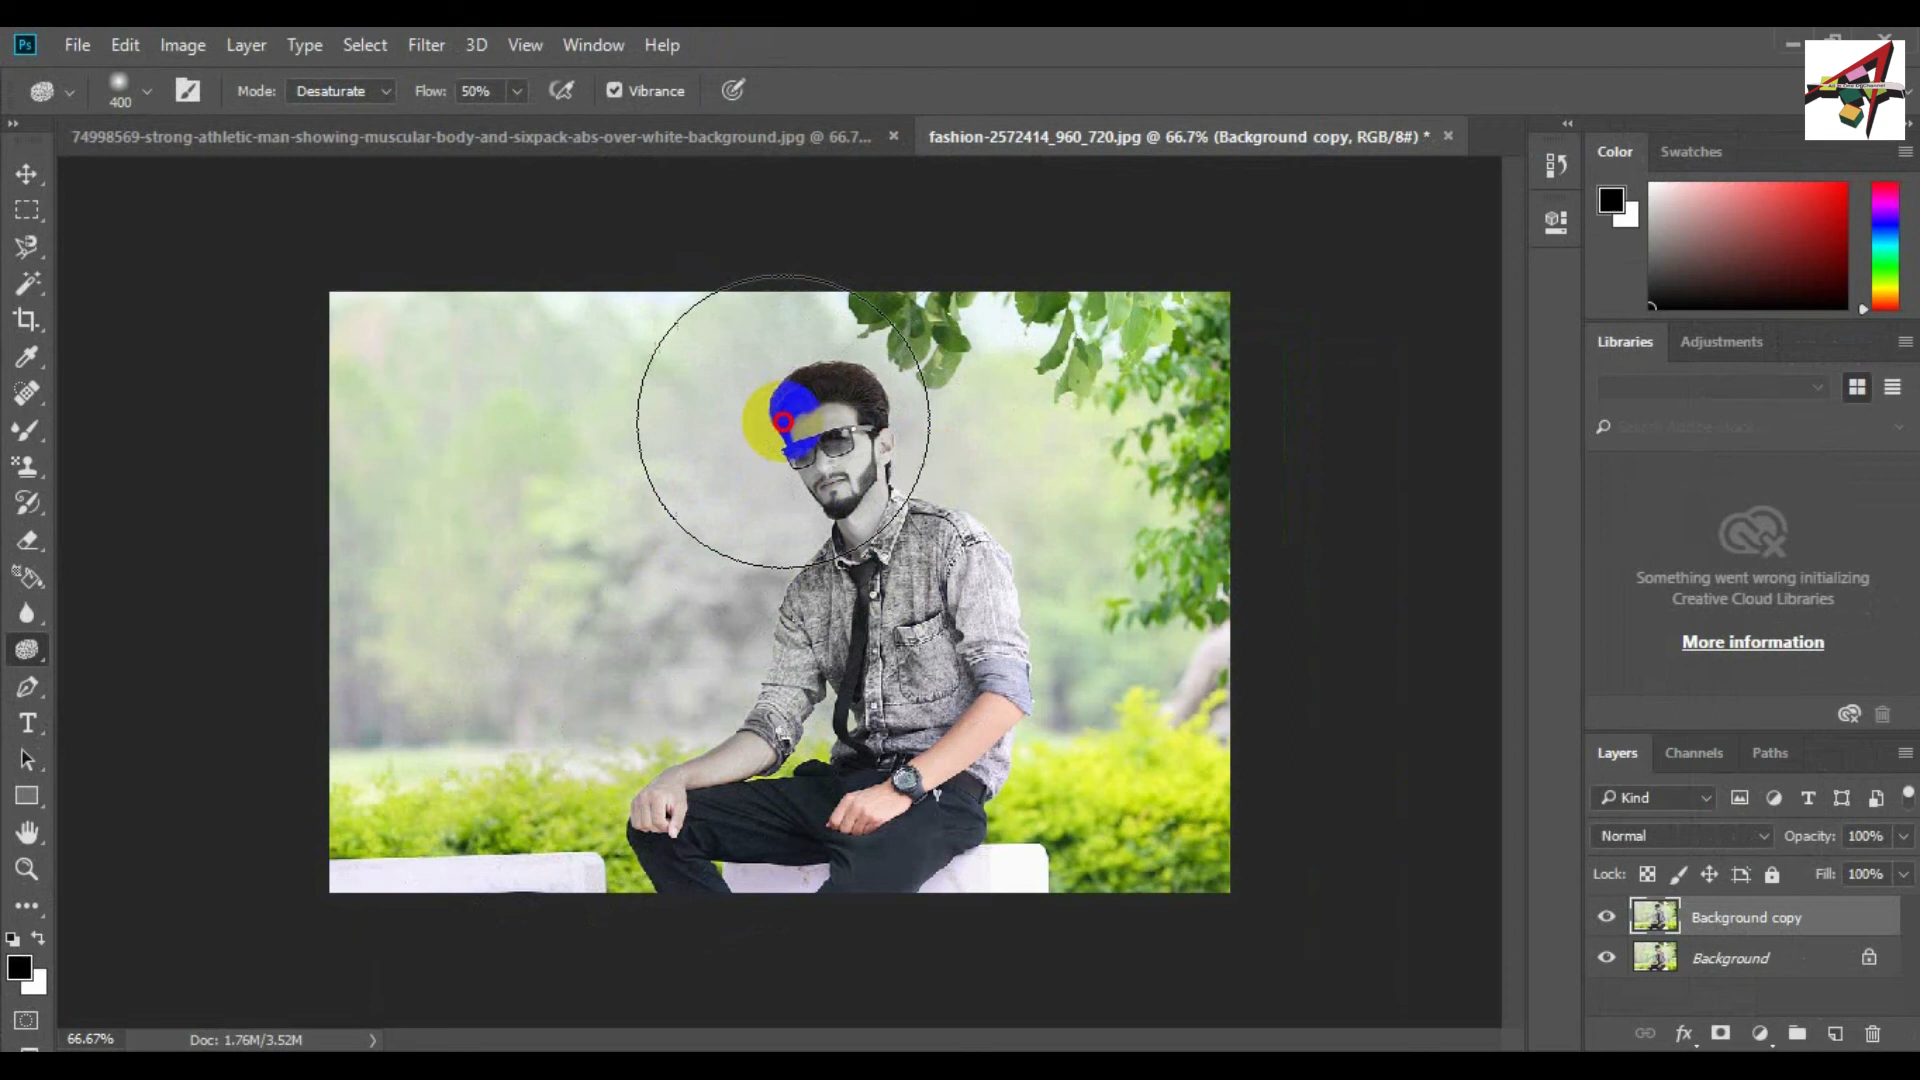 Ps File Edit Image Layer Type Select Filter 3D View Window Help
400 Mode: Desaturate Flow: 50% Vibrance
74998569-strong-athletic-man-showing-muscular-body-and-sixpack-abs-over-white-background.jpg @ 66.7...
fashion-2572414_960_720.jpg @ 66.7% (Background copy, RGB/8#) *
Color Swatches
Libraries Adjustments
Something went wrong initializing
Creative Cloud Libraries
More information
Layers Channels Paths
Kind
Normal Opacity: 100%
Lock: Fill: 100%
Background copy
Background
66.67% Doc: 1.76M/3.52M